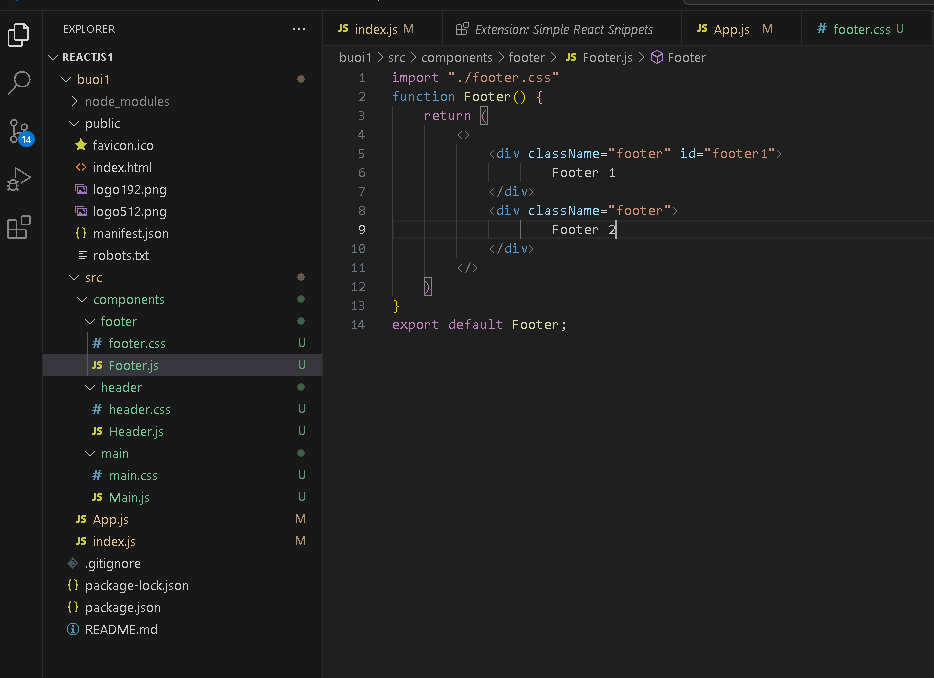 EXPLORER
REACTJS1
buoi1
node_modules
public
favicon.ico
index.html
logo192.png
logo512.png
manifest.json
robots.txt
src
components
footer
footer.css U
Footer.js U
header
header.css U
Header.js U
main
main.css U
Main.js U
App.js M
index.js M
.gitignore
package-lock.json
package.json
README.md
14
JS index.js M
Extension: Simple React Snippets
JS App.js M
# footer.css U
buoi1 > src > components > footer > JS Footer.js > Footer
1 import "./footer.css"
2 function Footer() {
3 return (
4 <>
5 <div className="footer" id="footer1">
6 Footer 1
7 </div>
8 <div className="footer">
9 Footer 2
10 </div>
11 </>
12 )
13 }
14 export default Footer;